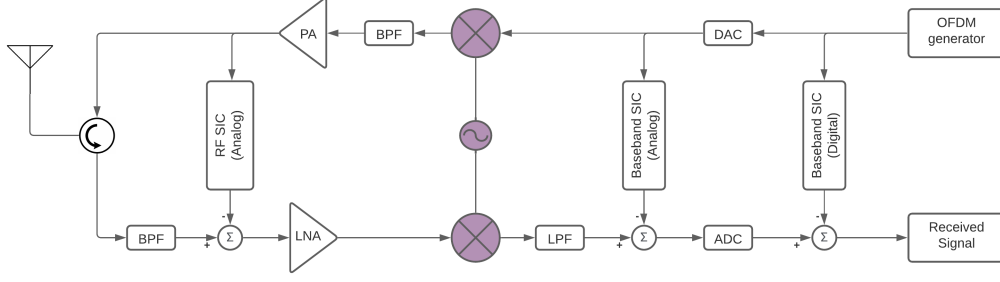 PA
BPF
DAC
OFDM
generator
RF SIC
(Analog)
Baseband SIC
(Analog)
Baseband SIC
(Digital)
-
-
-
BPF
+
Σ
LNA
LPF
+
Σ
ADC
+
Σ
Received
Signal